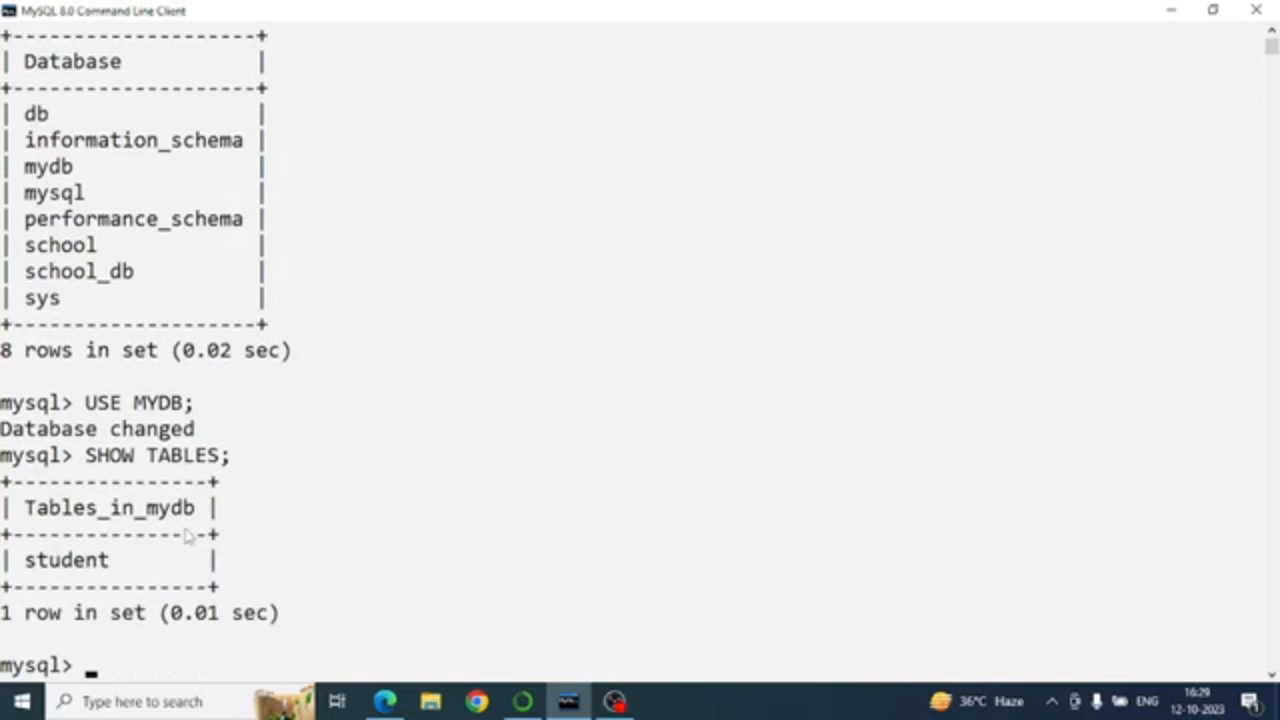 MySQL 8.0 Command Line Client
+--------------------+
| Database           |
+--------------------+
| db                 |
| information_schema |
| mydb               |
| mysql              |
| performance_schema |
| school             |
| school_db          |
| sys                |
+--------------------+
8 rows in set (0.02 sec)
mysql> USE MYDB;
Database changed
mysql> SHOW TABLES;
+----------------+
| Tables_in_mydb |
+----------------+
| student        |
+----------------+
1 row in set (0.01 sec)
mysql>
Type here to search
36°C Haze
ENG
16:29
12-10-2023